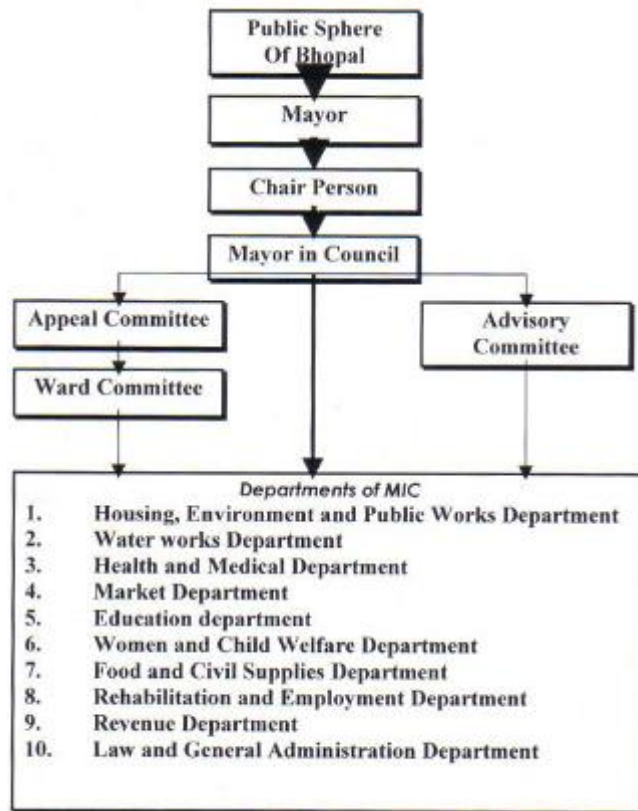 Public Sphere
Of Bhopal
Mayor
Chair Person
Mayor in Council
Appeal Committee
Advisory
Committee
Ward Committee
Departments of MIC
1. Housing, Environment and Public Works Department
2. Water works Department
3. Health and Medical Department
4. Market Department
5. Education department
6. Women and Child Welfare Department
7. Food and Civil Supplies Department
8. Rehabilitation and Employment Department
9. Revenue Department
10. Law and General Administration Department